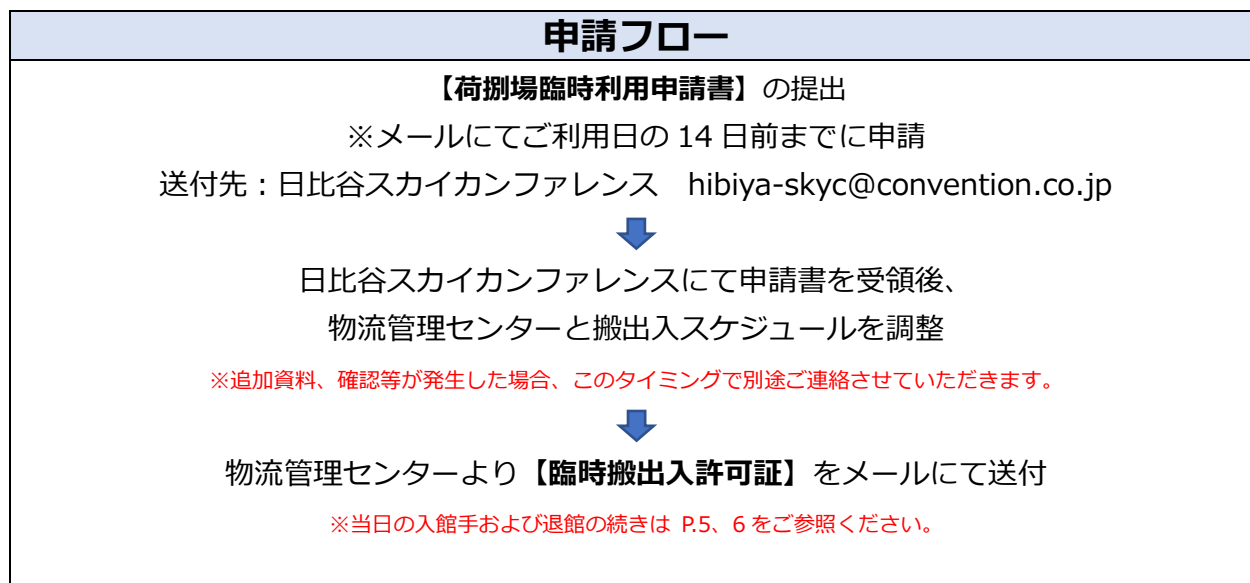 申請フロー
【荷捌場臨時利用申請書】の提出
※メールにてご利用日の 14 日前までに申請
送付先：日比谷スカイカンファレンス　hibiya-skyc@convention.co.jp
日比谷スカイカンファレンスにて申請書を受領後、
物流管理センターと搬出入スケジュールを調整
※追加資料、確認等が発生した場合、このタイミングで別途ご連絡させていただきます。
物流管理センターより【臨時搬出入許可証】をメールにて送付
※当日の入館手および退館の続きは P.5、6 をご参照ください。